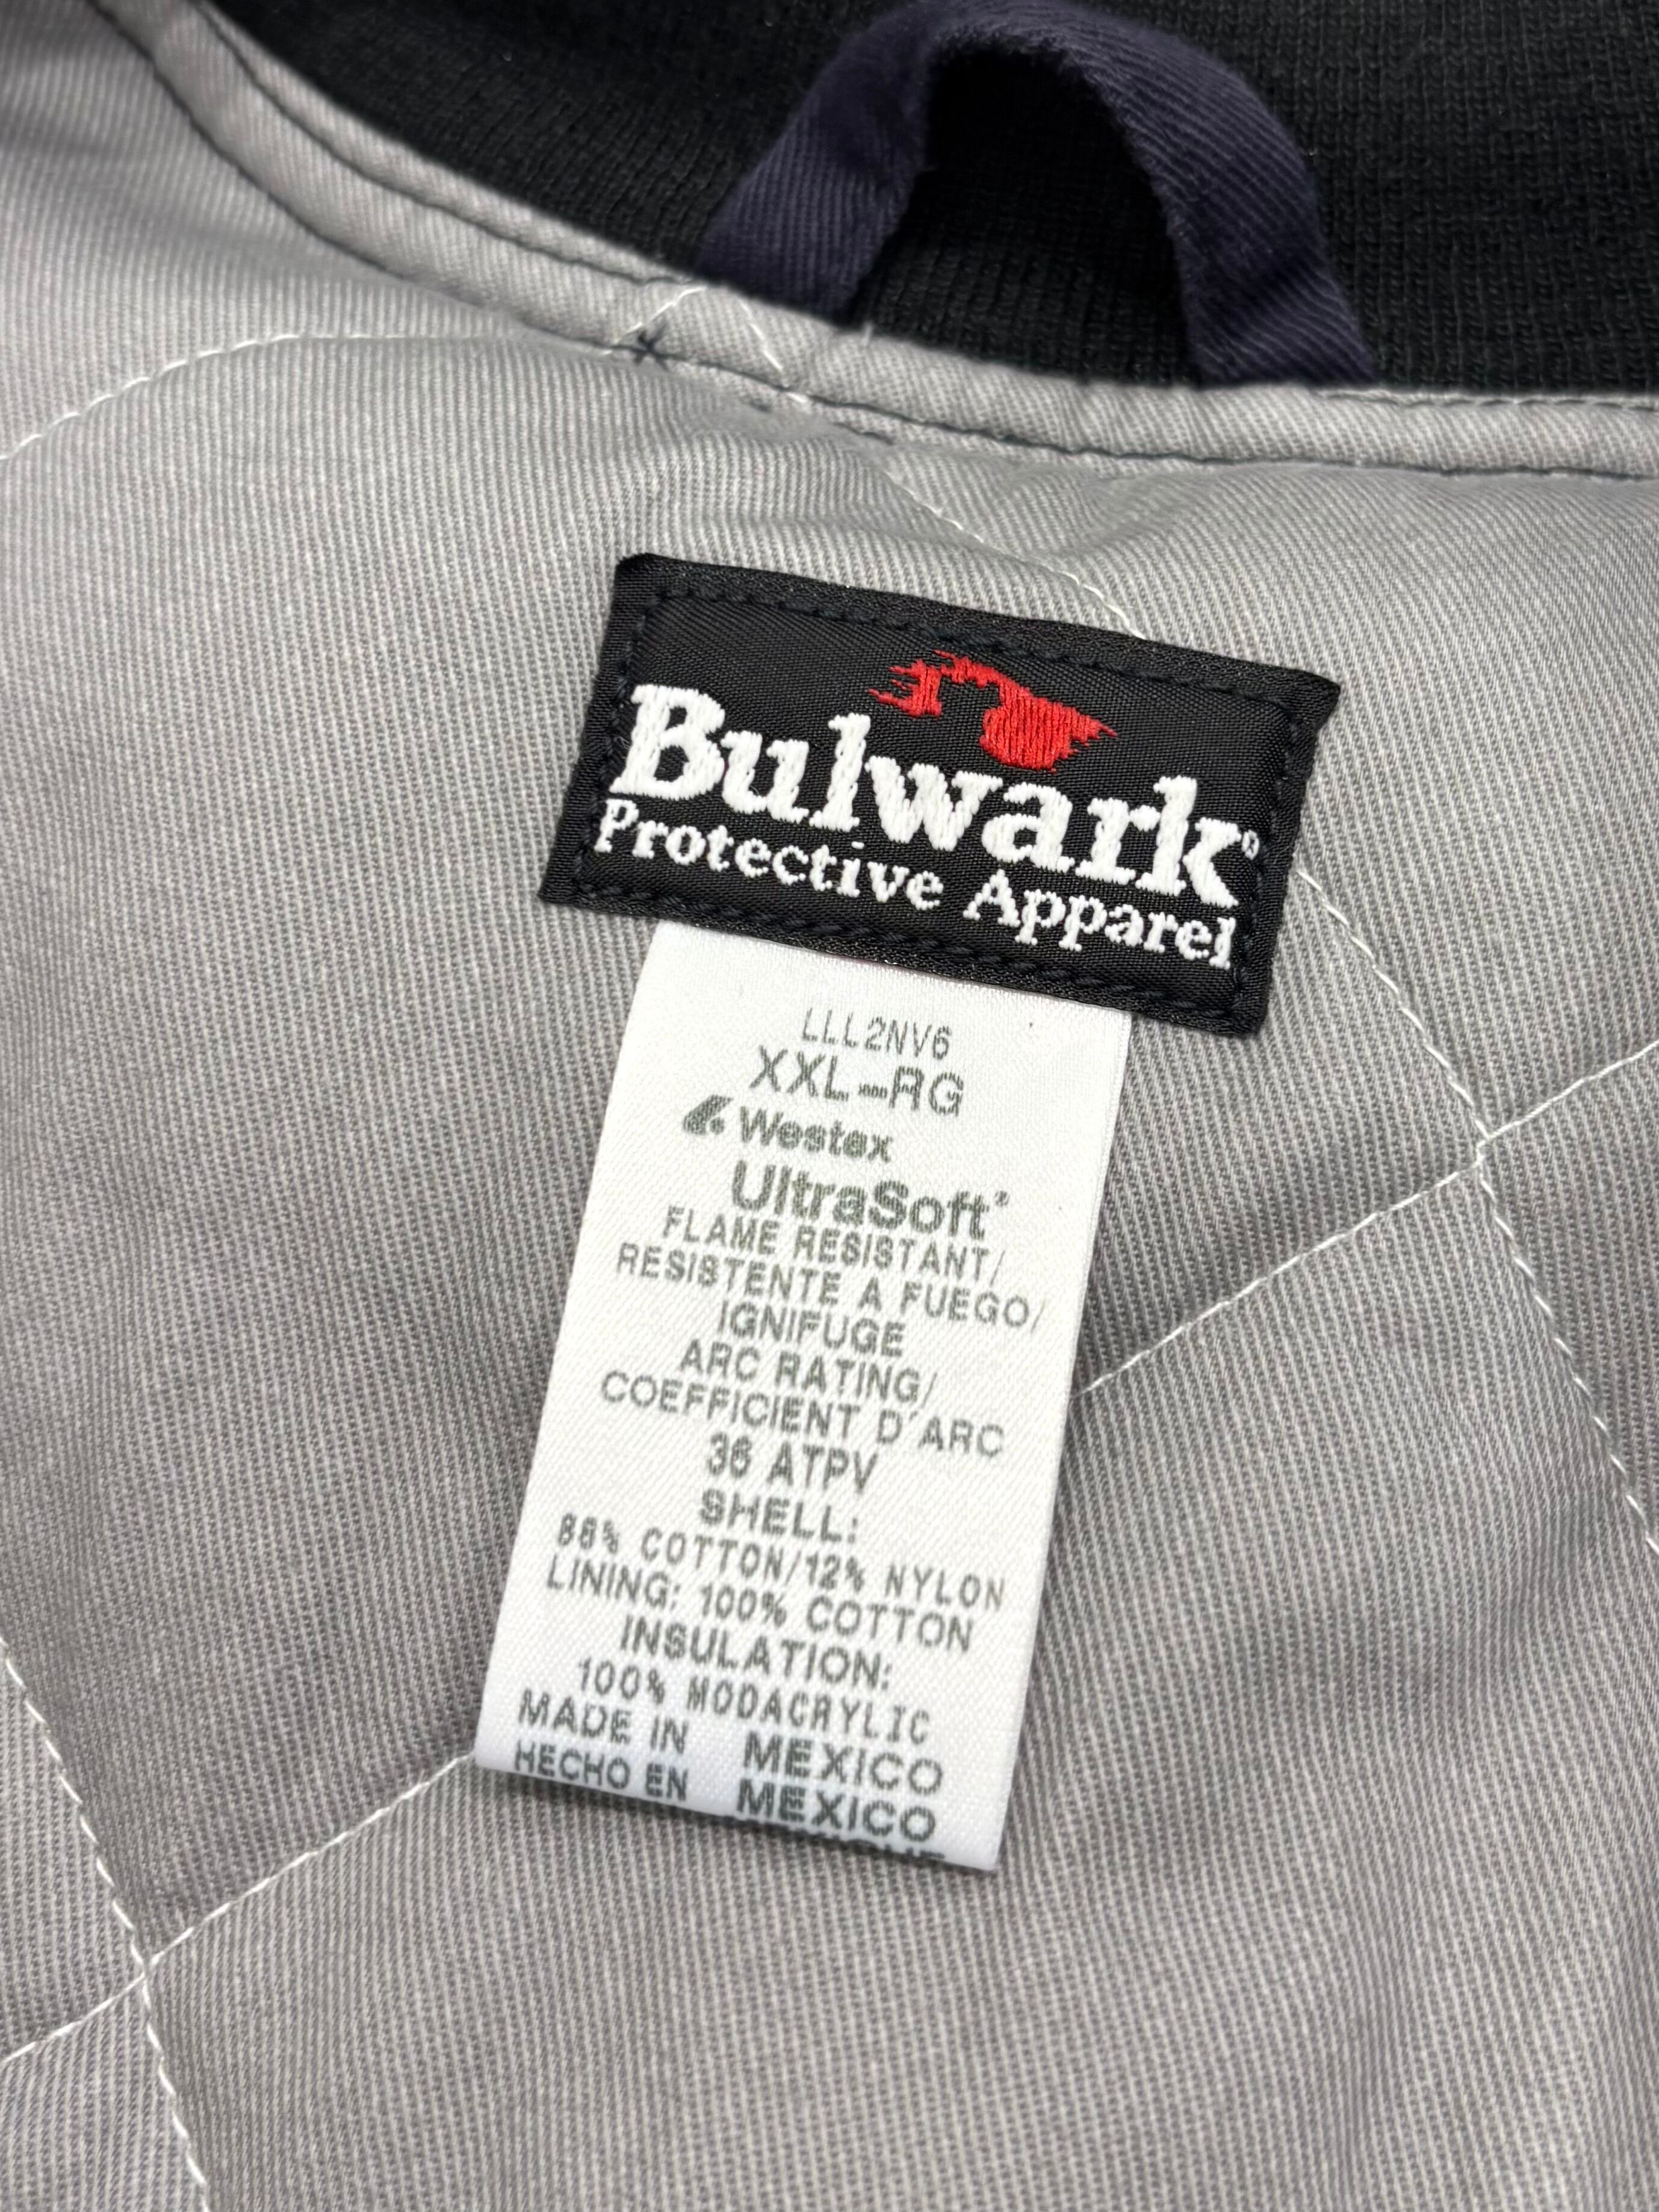 Bulwark®
Protective Apparel
LLL2NV6
XXL-RG
Westex
UltraSoft®
FLAME RESISTANT/
RESISTENTE A FUEGO/
IGNIFUGE
ARC RATING/
COEFFICIENT D'ARC
36 ATPV
SHELL:
88% COTTON/12% NYLON
LINING: 100% COTTON
INSULATION:
100% MODACRYLIC
MADE IN MEXICO
HECHO EN MEXICO